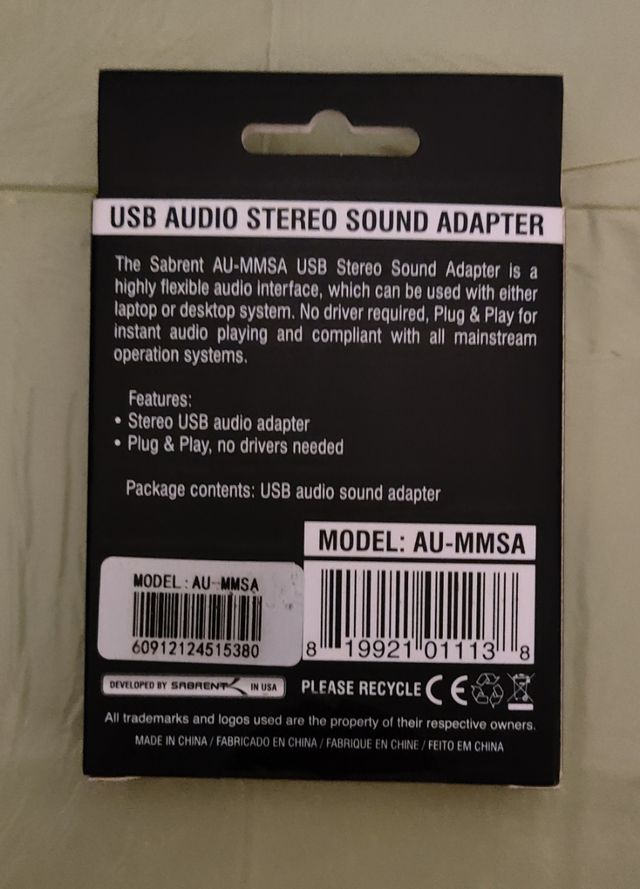 USB AUDIO STEREO SOUND ADAPTER
The Sabrent AU-MMSA USB Stereo Sound Adapter is a
highly flexible audio interface, which can be used with either
laptop or desktop system. No driver required, Plug & Play for
instant audio playing and compliant with all mainstream
operation systems.
Features:
• Stereo USB audio adapter
• Plug & Play, no drivers needed
Package contents: USB audio sound adapter
MODEL: AU-MMSA
MODEL:AU-MMSA
60912124515380
8 19921 01113 8
DEVELOPED BY SABRENT IN USA
PLEASE RECYCLE CE
All trademarks and logos used are the property of their respective owners.
MADE IN CHINA / FABRICADO EN CHINA / FABRIQUE EN CHINE / FEITO EM CHINA